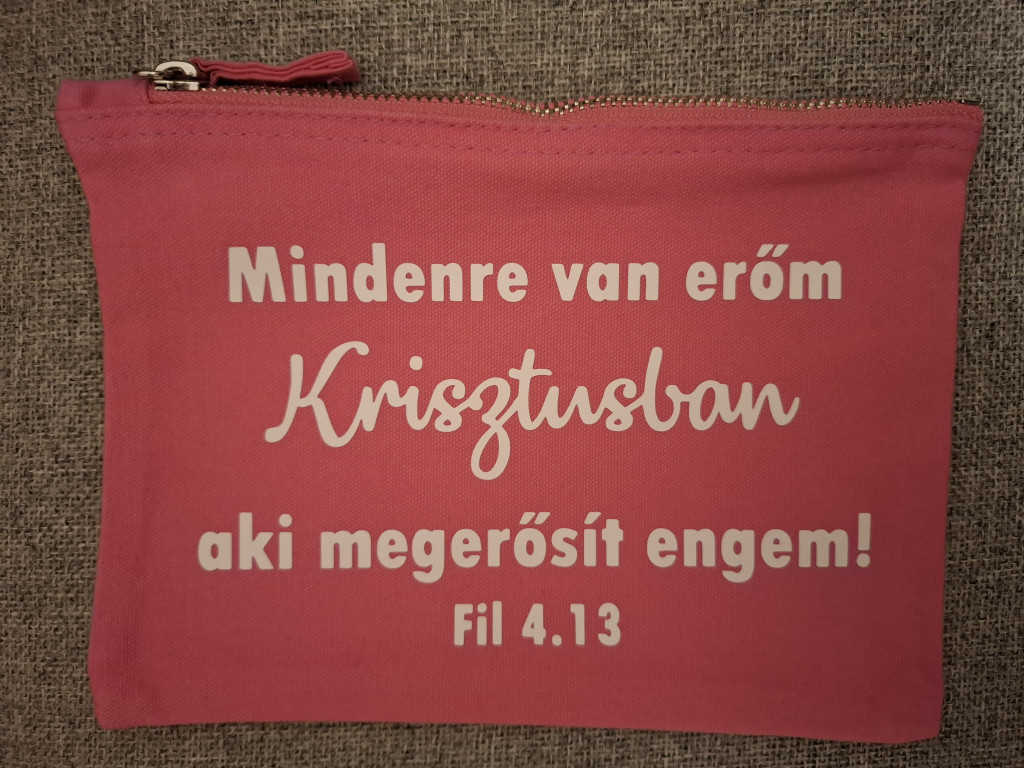 Mindenre van erőm
Krisztusban
aki megerősít engem!
Fil 4.13